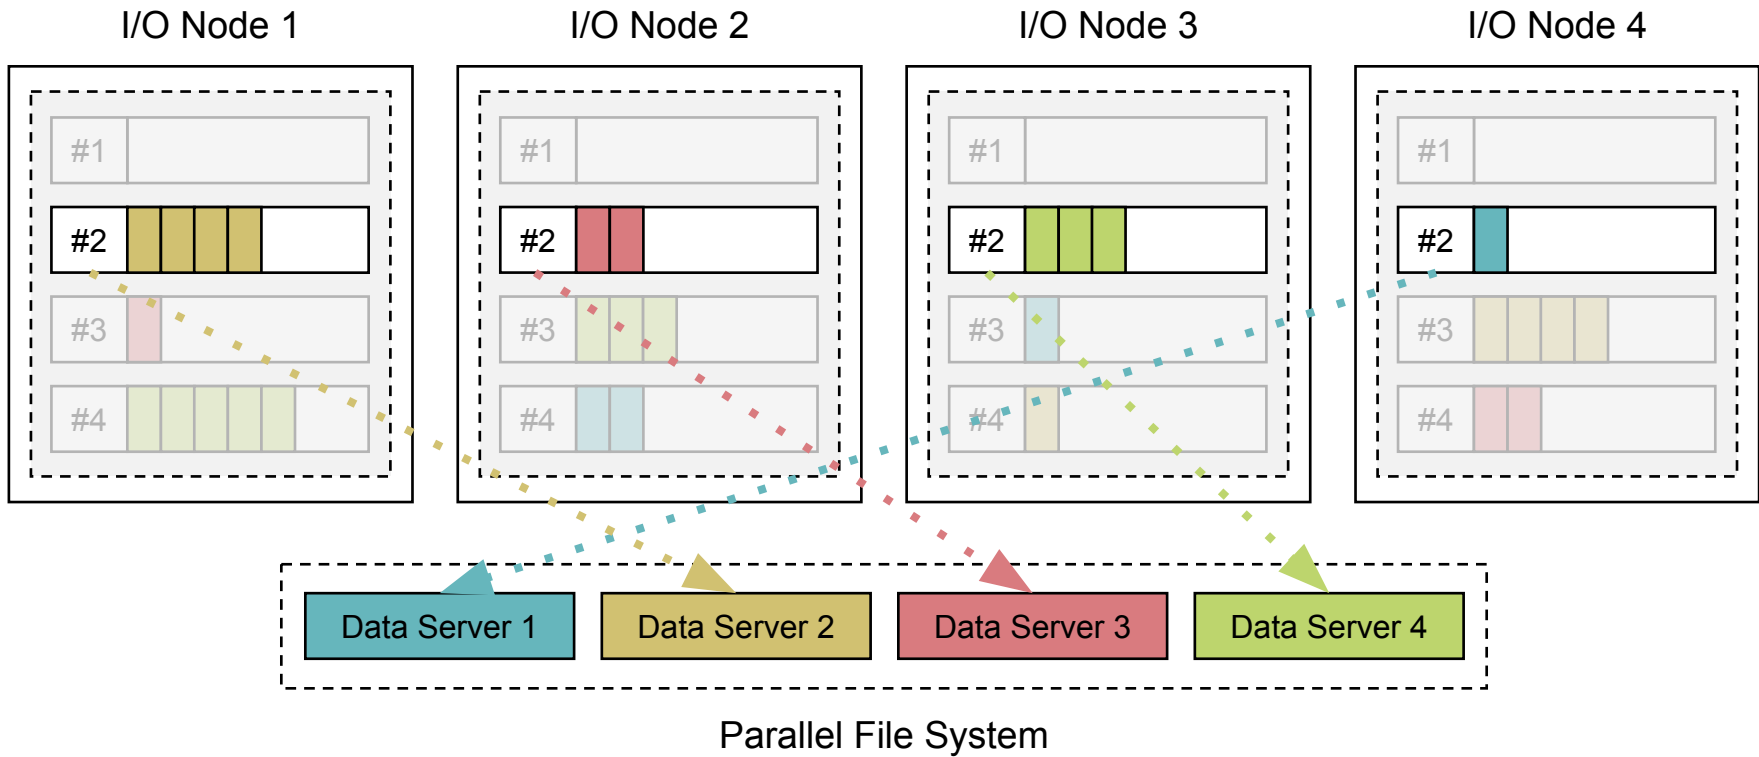 I/O Node 1
I/O Node 2
I/O Node 3
I/O Node 4
#1
#1
#1
#1
#2
#2
#2
#2
#3
#3
#3
#3
#4
#4
#4
#4
Data Server 1
Data Server 2
Data Server 3
Data Server 4
Parallel File System